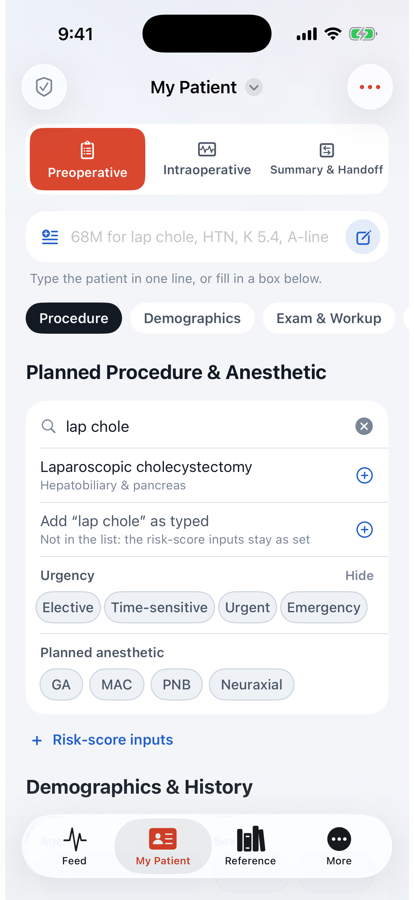 9:41
My Patient
Preoperative
Intraoperative
Summary & Handoff
68M for lap chole, HTN, K 5.4, A-line
Type the patient in one line, or fill in a box below.
Procedure
Demographics
Exam & Workup
Planned Procedure & Anesthetic
lap chole
Laparoscopic cholecystectomy
Hepatobiliary & pancreas
Add “lap chole” as typed
Not in the list: the risk-score inputs stay as set
Urgency
Hide
Elective
Time-sensitive
Urgent
Emergency
Planned anesthetic
GA
MAC
PNB
Neuraxial
+ Risk-score inputs
Demographics & History
Feed
My Patient
Reference
More